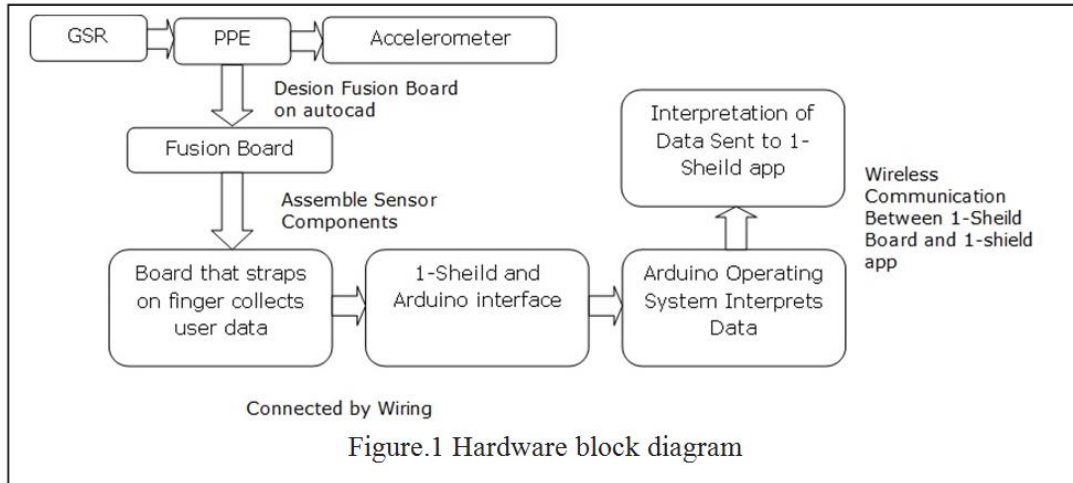 GSR
PPE
Accelerometer
Desion Fusion Board
on autocad
Fusion Board
Assemble Sensor
Components
Interpretation of
Data Sent to 1-
Sheild app
Wireless
Communication
Between 1-Sheild
Board and 1-shield
app
Board that straps
on finger collects
user data
1-Sheild and
Arduino interface
Arduino Operating
System Interprets
Data
Connected by Wiring
Figure.1 Hardware block diagram